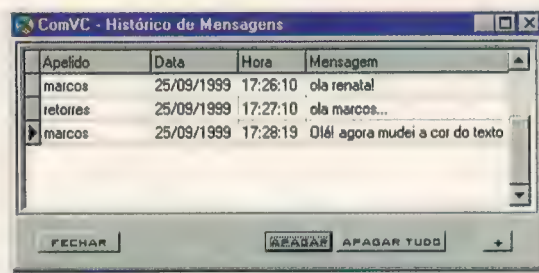 ComVC - Histórico de Mensagens
Apelido Data Hora Mensagem
marcos 25/09/1999 17:26:10 ola renata!
retorres 25/09/1999 17:27:10 ola marcos...
marcos 25/09/1999 17:28:19 Olá! agora mudei a cor do texto
FECHAR APAGAR APAGAR TUDO +